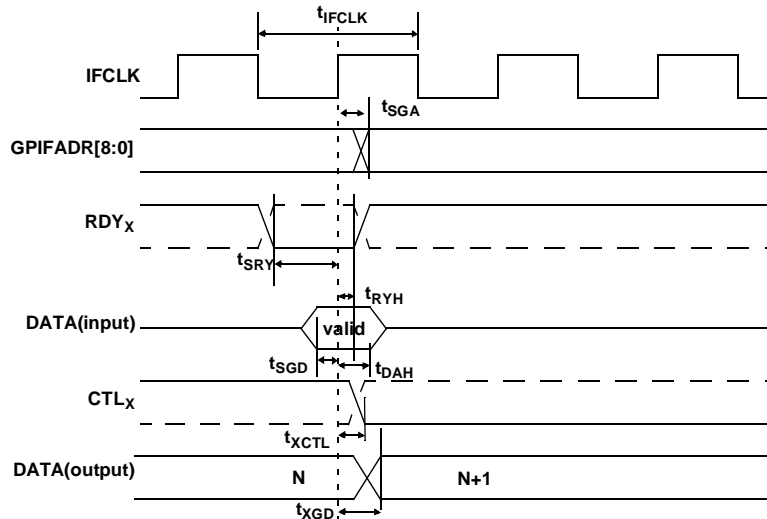 tIFCLK
IFCLK
tSGA
GPIFADR[8:0]
RDYX
tSRY
tRYH
DATA(input)
valid
tSGD
tDAH
CTLX
tXCTL
DATA(output)
N
N+1
tXGD